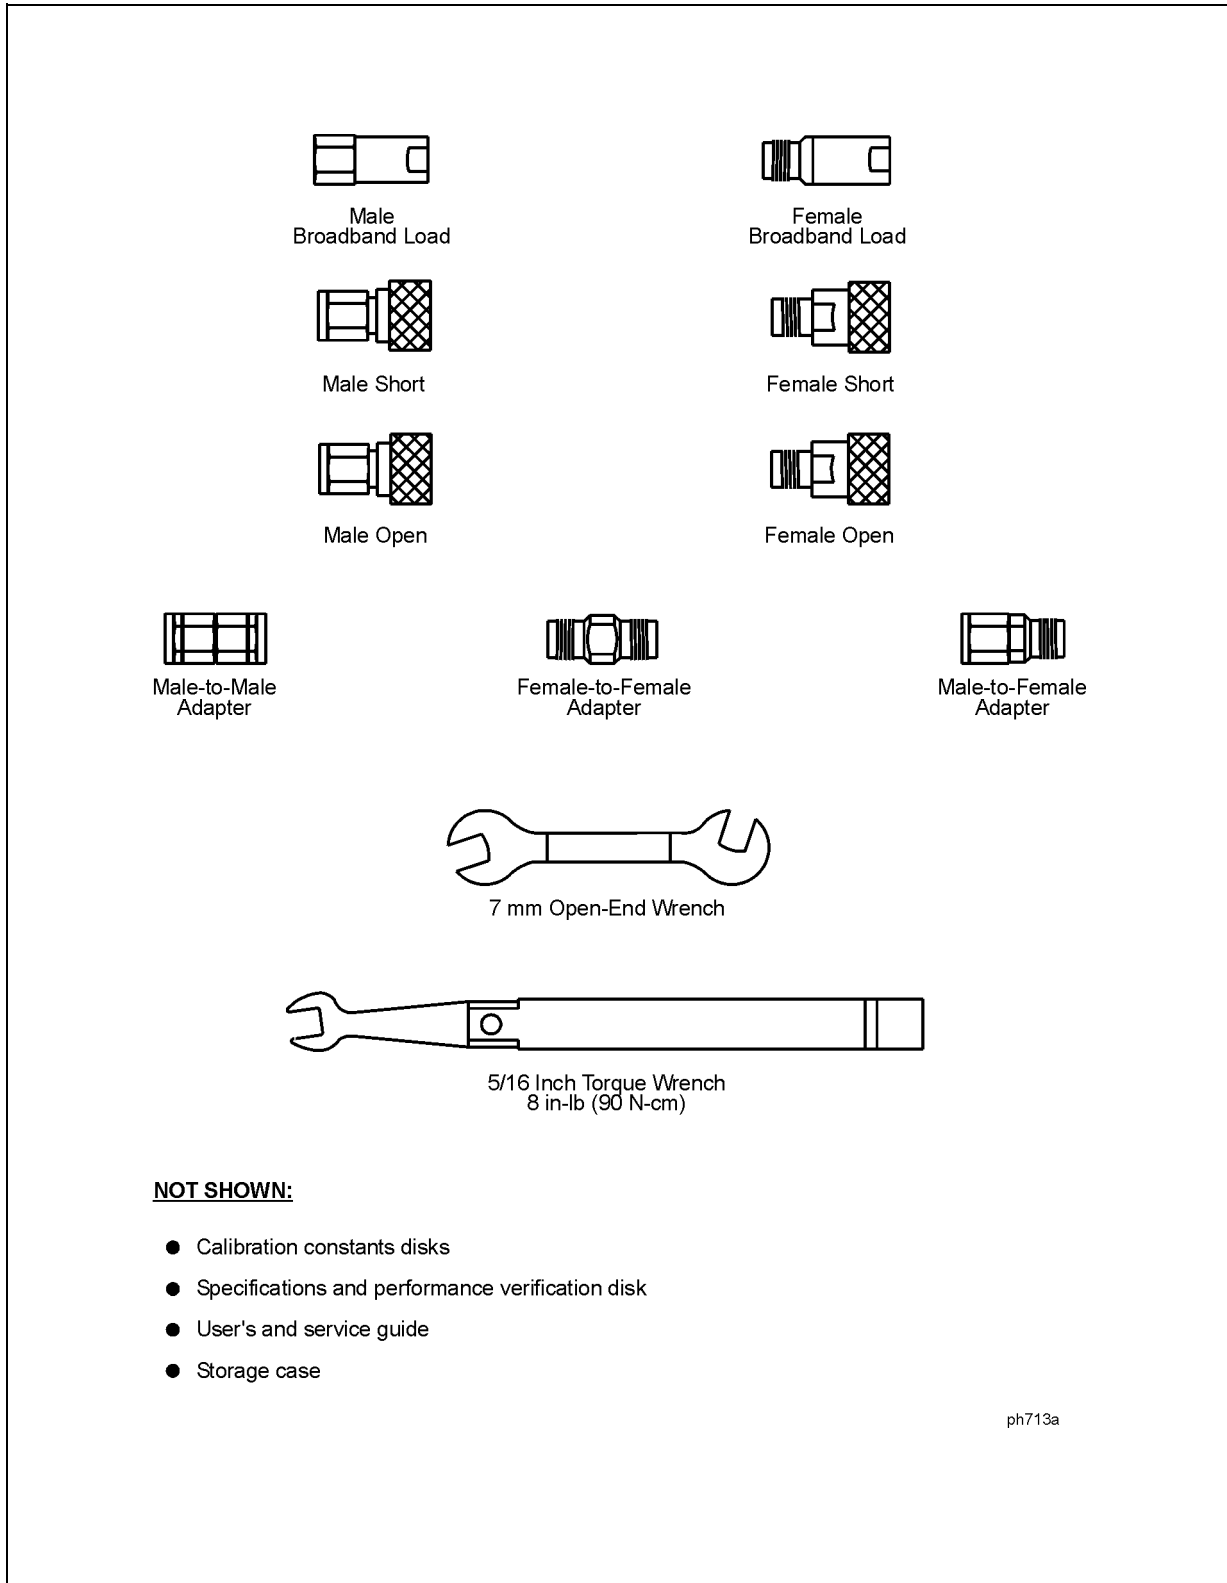 Male
Broadband Load
Female
Broadband Load
Male Short
Female Short
Male Open
Female Open
Male-to-Male
Adapter
Female-to-Female
Adapter
Male-to-Female
Adapter
7 mm Open-End Wrench
5/16 Inch Torque Wrench
8 in-lb (90 N-cm)
NOT SHOWN:
● Calibration constants disks
● Specifications and performance verification disk
● User's and service guide
● Storage case
ph713a